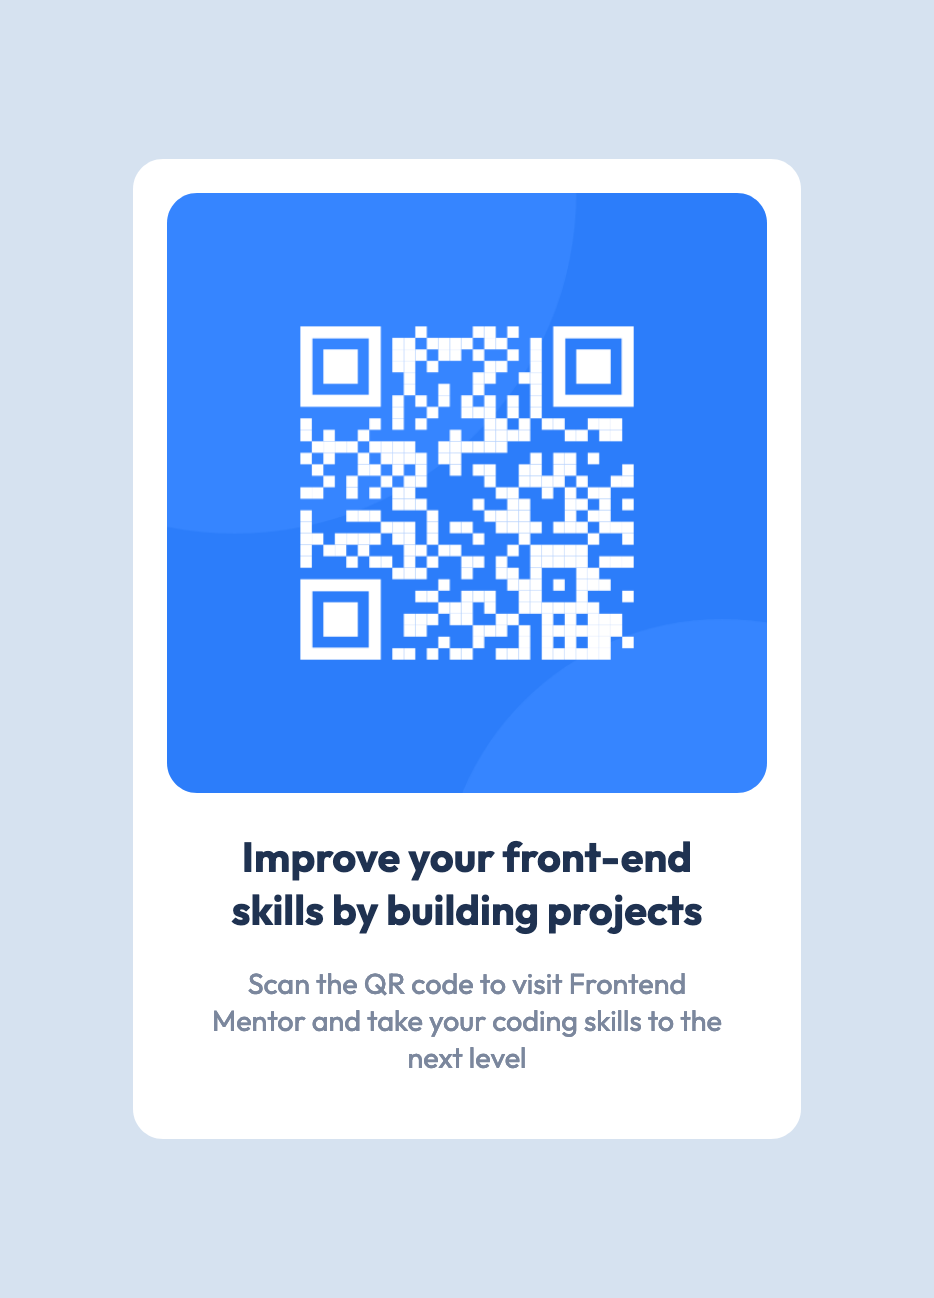 Improve your front-end
skills by building projects
Scan the QR code to visit Frontend
Mentor and take your coding skills to the
next level